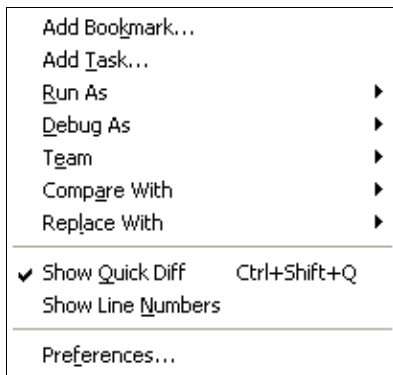 Add Bookmark...
Add Task...
Run As
Debug As
Team
Compare With
Replace With
Show Quick Diff Ctrl+Shift+Q
Show Line Numbers
Preferences...